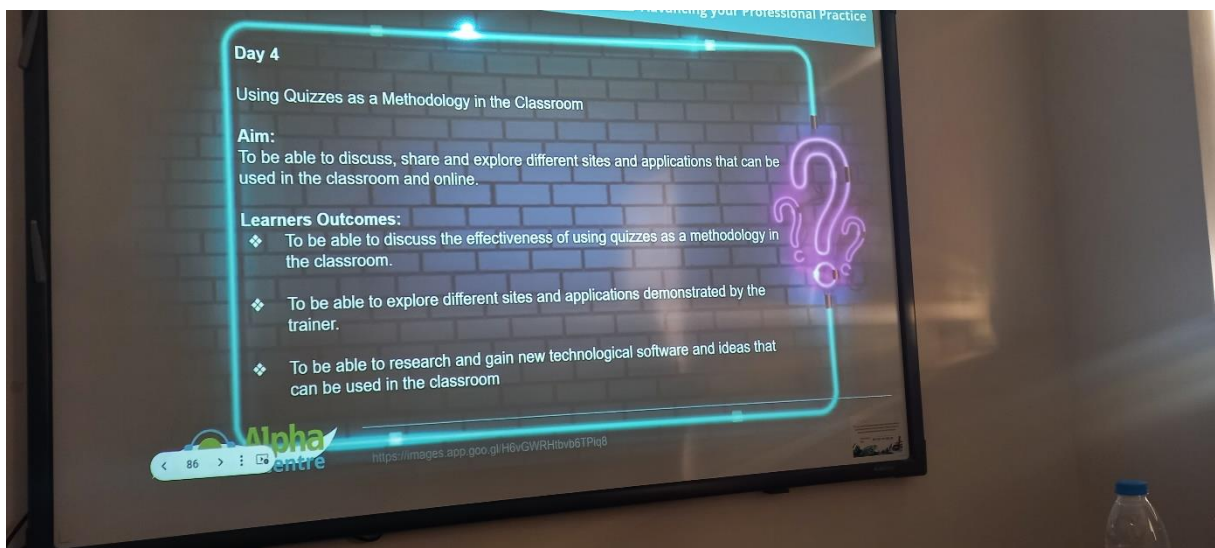 Advancing your Professional Practice
Day 4
Using Quizzes as a Methodology in the Classroom
Aim:
To be able to discuss, share and explore different sites and applications that can be
used in the classroom and online.
Learners Outcomes:
❖ To be able to discuss the effectiveness of using quizzes as a methodology in
the classroom.
❖ To be able to explore different sites and applications demonstrated by the
trainer.
❖ To be able to research and gain new technological software and ideas that
can be used in the classroom
Alpha
entre
https://images.app.goo.gl/H6vGWRHtbvb6TPiq8
86